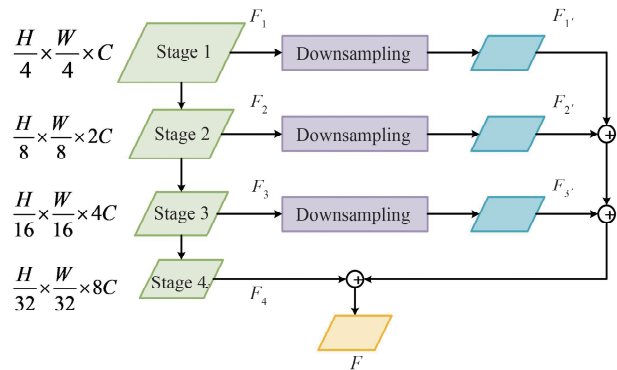 H/4 × W/4 × C
Stage 1
F₁
Downsampling
F₁′
H/8 × W/8 × 2C
Stage 2
F₂
Downsampling
F₂′
+
H/16 × W/16 × 4C
Stage 3
F₃
Downsampling
F₃′
+
H/32 × W/32 × 8C
Stage 4
F₄
+
F